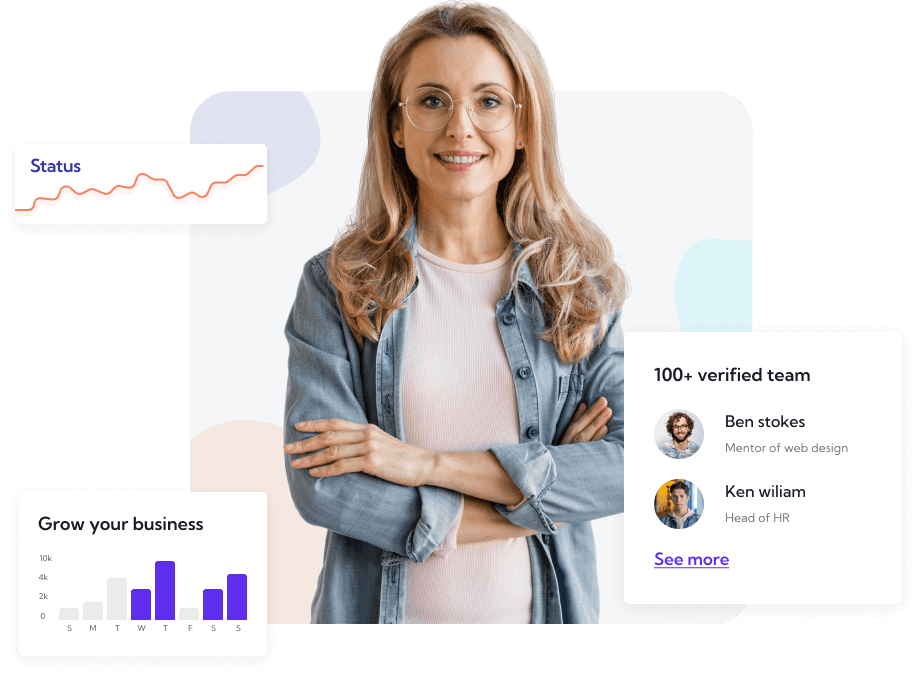 Status
100+ verified team
Ben stokes
Mentor of web design
Ken wiliam
Head of HR
See more
Grow your business
10k
4k
2k
0
S M T W T F S S